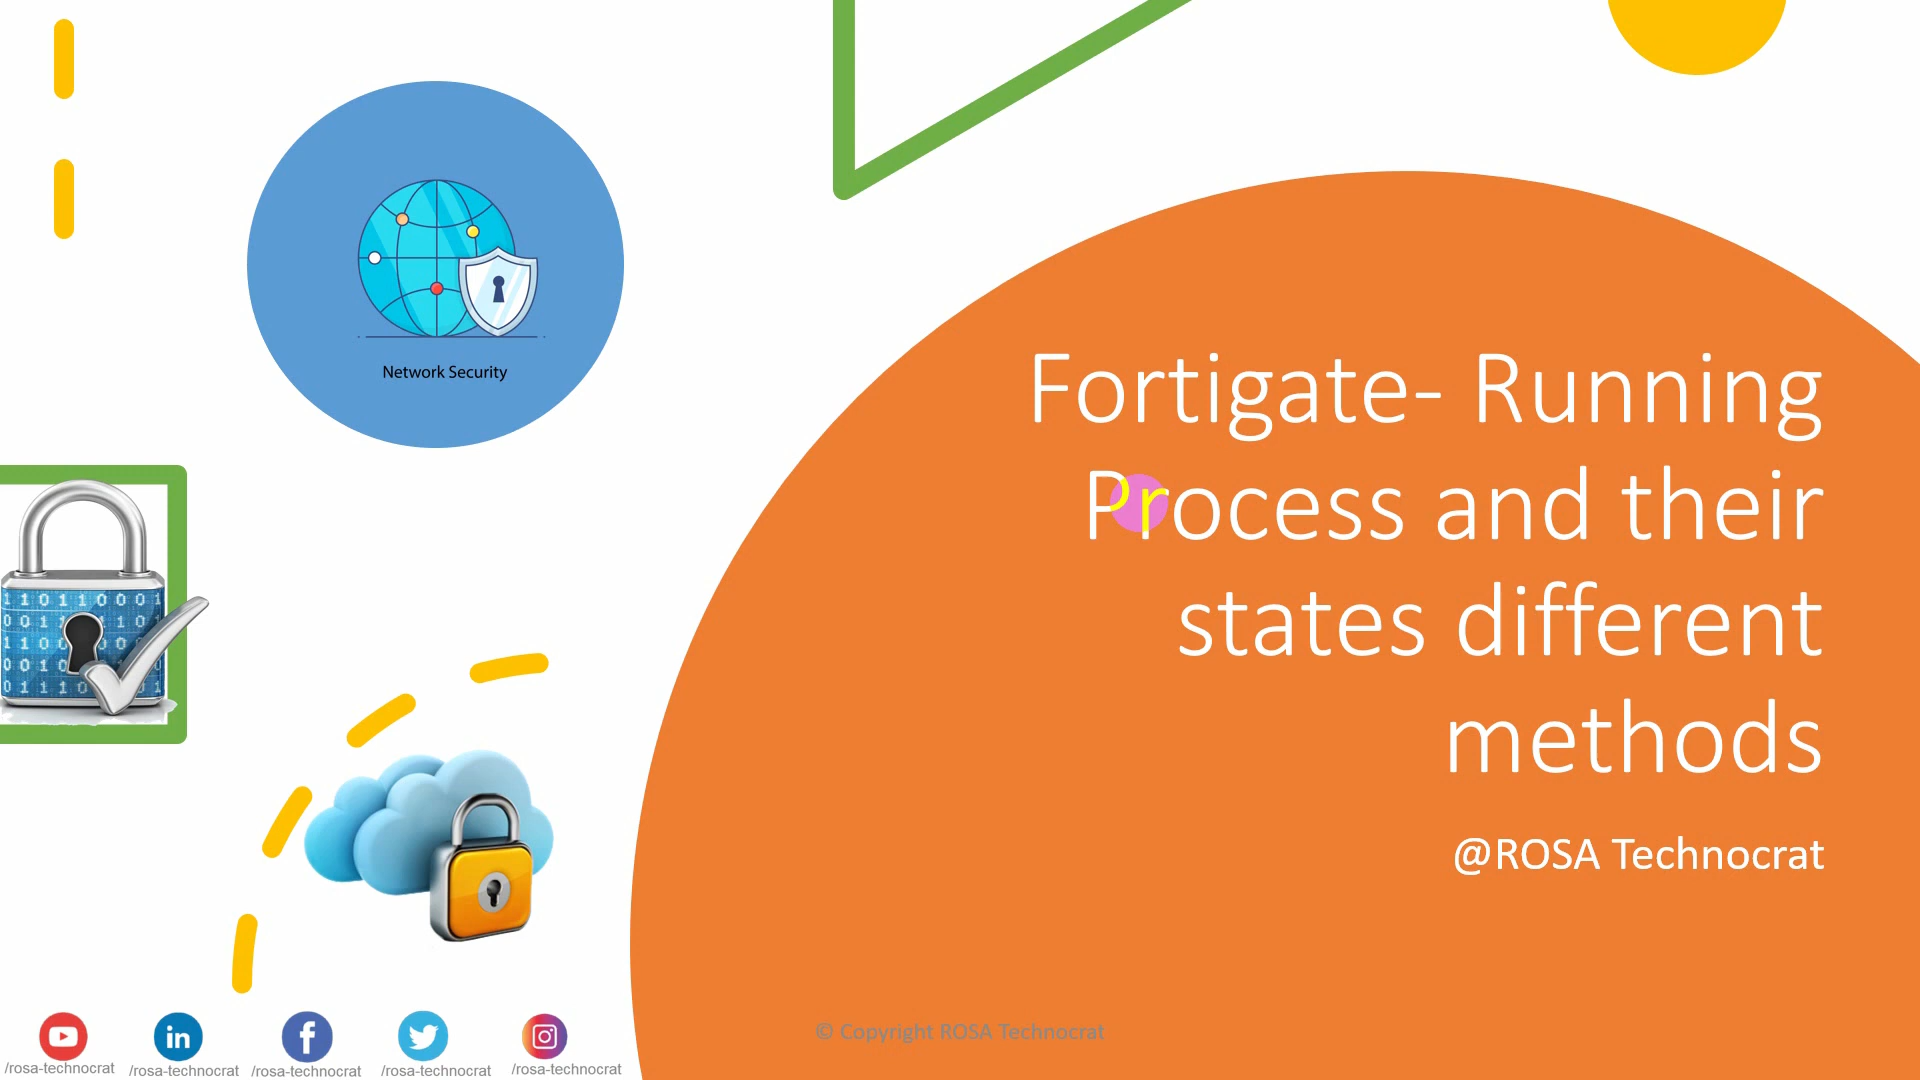 Network Security
Fortigate- Running
Process and their
states different
methods
@ROSA Technocrat
© Copyright ROSA Technocrat
/rosa-technocrat
/rosa-technocrat
/rosa-technocrat
/rosa-technocrat
/rosa-technocrat